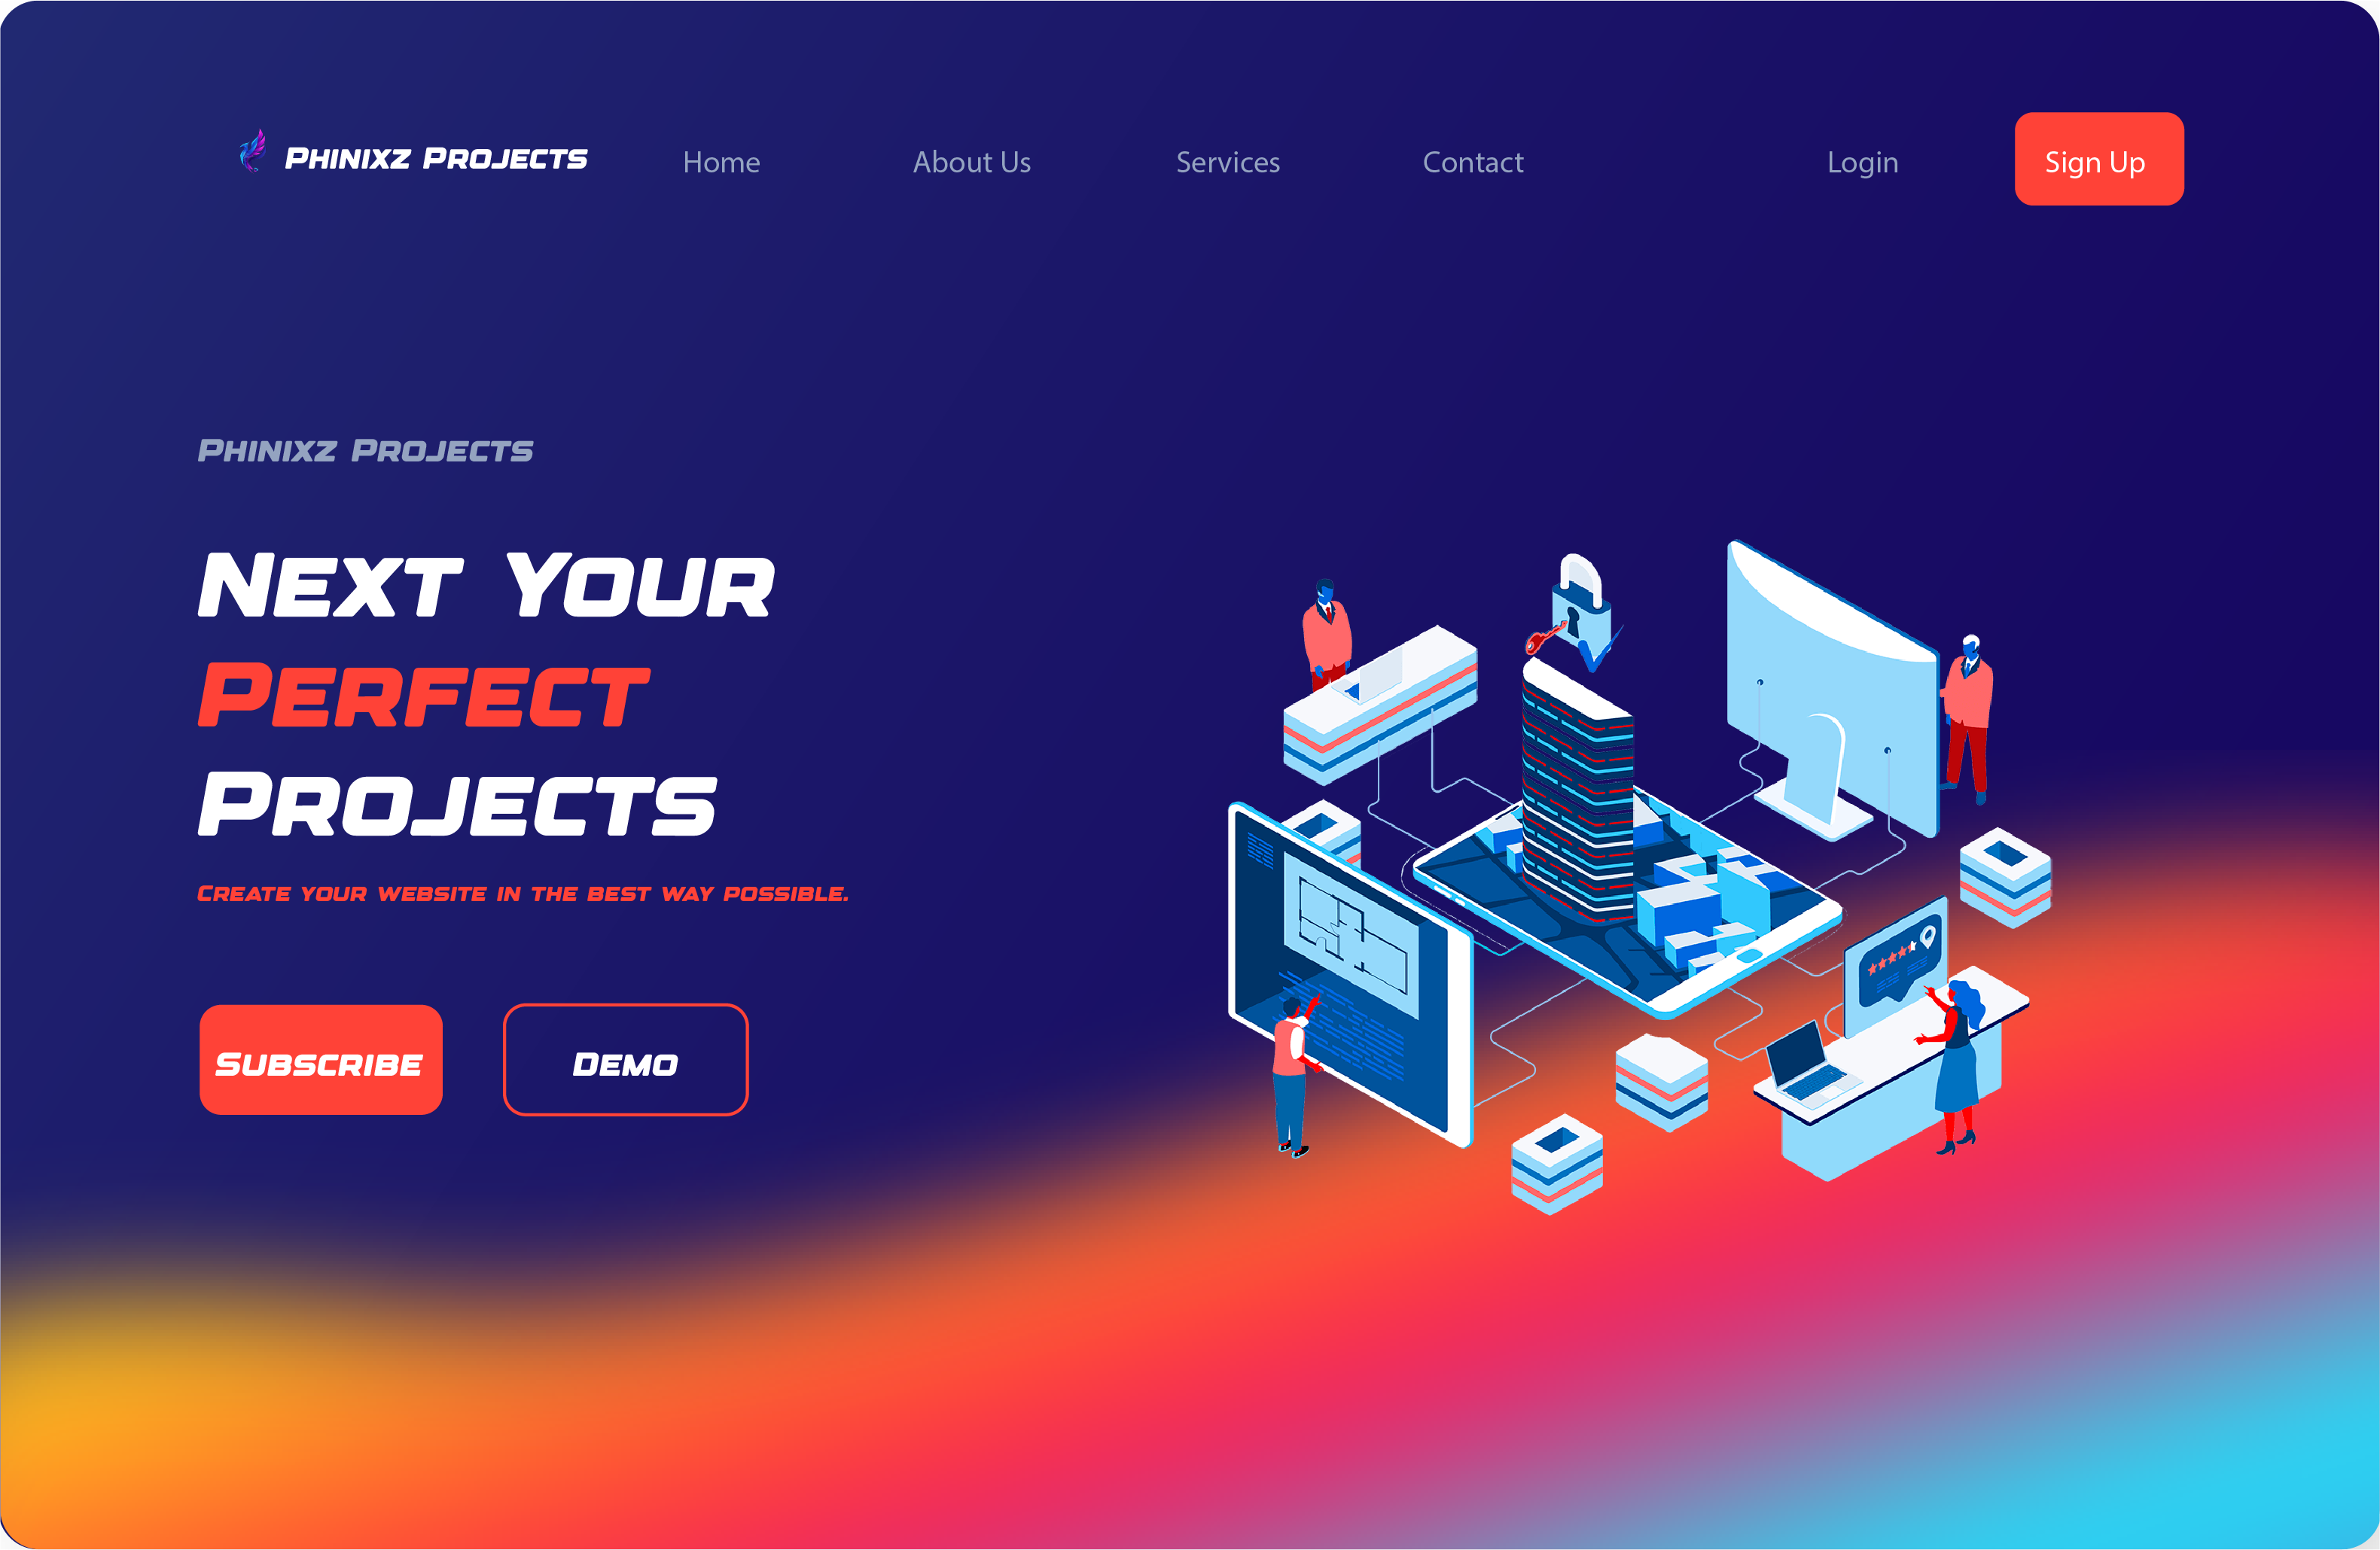 Phinixz Projects
Home
About Us
Services
Contact
Login
Sign Up
Phinixz Projects
Next Your
Perfect
Projects
Create your website in the best way possible.
Subscribe
Demo